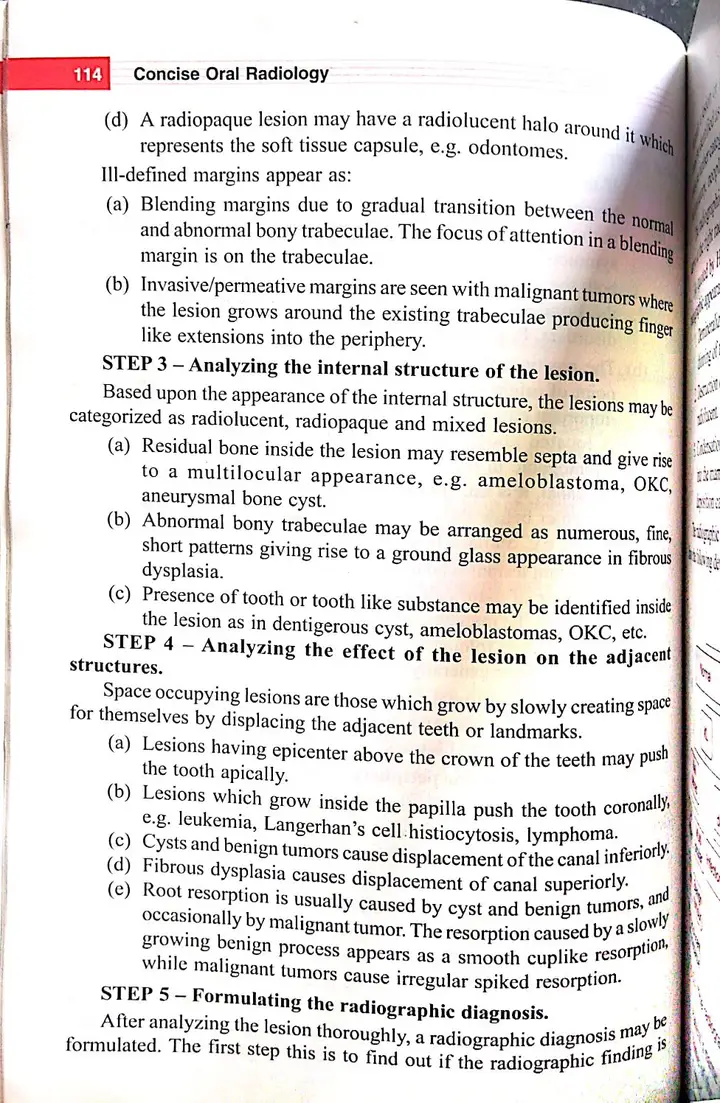 114 Concise Oral Radiology
(d) A radiopaque lesion may have a radiolucent halo around it which
represents the soft tissue capsule, e.g. odontomes.
Ill-defined margins appear as:
(a) Blending margins due to gradual transition between the normal
and abnormal bony trabeculae. The focus of attention in a blending
margin is on the trabeculae.
(b) Invasive/permeative margins are seen with malignant tumors where
the lesion grows around the existing trabeculae producing finger
like extensions into the periphery.
STEP 3 – Analyzing the internal structure of the lesion.
Based upon the appearance of the internal structure, the lesions may be
categorized as radiolucent, radiopaque and mixed lesions.
(a) Residual bone inside the lesion may resemble septa and give rise
to a multilocular appearance, e.g. ameloblastoma, OKC,
aneurysmal bone cyst.
(b) Abnormal bony trabeculae may be arranged as numerous, fine,
short patterns giving rise to a ground glass appearance in fibrous
dysplasia.
(c) Presence of tooth or tooth like substance may be identified inside
the lesion as in dentigerous cyst, ameloblastomas, OKC, etc.
STEP 4 – Analyzing the effect of the lesion on the adjacent
structures.
Space occupying lesions are those which grow by slowly creating space
for themselves by displacing the adjacent teeth or landmarks.
(a) Lesions having epicenter above the crown of the teeth may push
the tooth apically.
(b) Lesions which grow inside the papilla push the tooth coronally,
e.g. leukemia, Langerhan's cell histiocytosis, lymphoma.
(c) Cysts and benign tumors cause displacement of the canal inferiorly.
(d) Fibrous dysplasia causes displacement of canal superiorly.
(e) Root resorption is usually caused by cyst and benign tumors, and
occasionally by malignant tumor. The resorption caused by a slowly
growing benign process appears as a smooth cuplike resorption,
while malignant tumors cause irregular spiked resorption.
STEP 5 – Formulating the radiographic diagnosis.
After analyzing the lesion thoroughly, a radiographic diagnosis may be
formulated. The first step this is to find out if the radiographic finding is